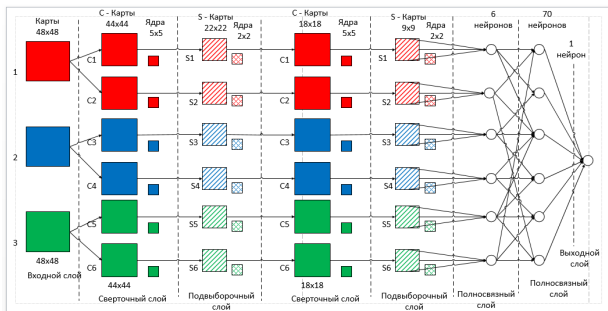 Карты
48x48
C - Карты
44x44
Ядра
5x5
S - Карты
22x22
Ядра
2x2
C - Карты
18x18
Ядра
5x5
S - Карты
9x9
Ядра
2x2
6
нейронов
70
нейронов
1
нейрон
1
C1
S1
C1
S1
C2
S2
C2
S2
2
C3
S3
C3
S3
C4
S4
C4
S4
3
C5
S5
C5
S5
C6
S6
C6
S6
48x48
44x44
18x18
Входной слой
Сверточный слой
Подвыборочный
слой
Сверточный слой
Подвыборочный
слой
Полносвязный
слой
Полносвязный
слой
Выходной
слой